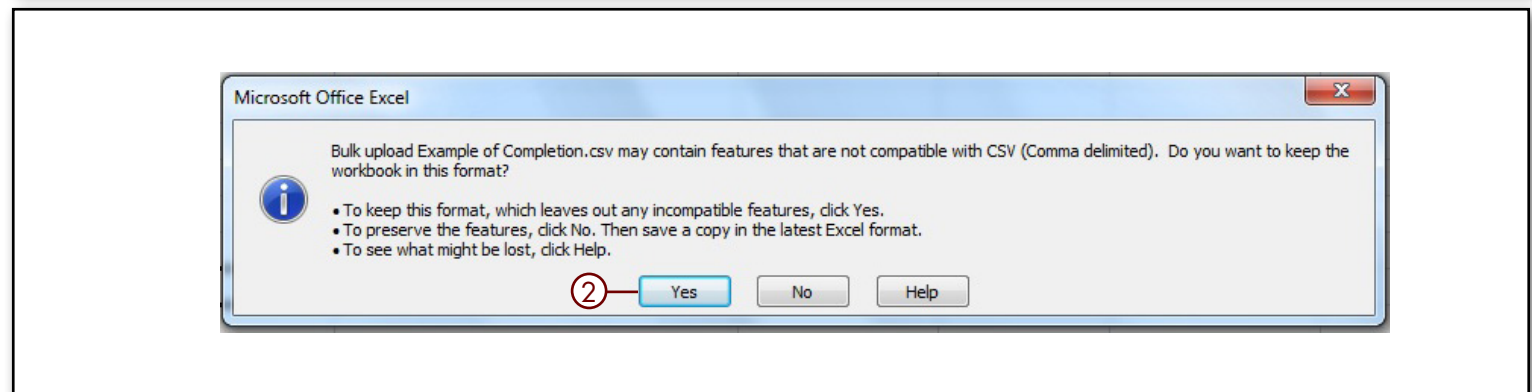 Microsoft Office Excel
X
Bulk upload Example of Completion.csv may contain features that are not compatible with CSV (Comma delimited). Do you want to keep the
workbook in this format?
• To keep this format, which leaves out any incompatible features, click Yes.
• To preserve the features, click No. Then save a copy in the latest Excel format.
• To see what might be lost, click Help.
2 Yes No Help